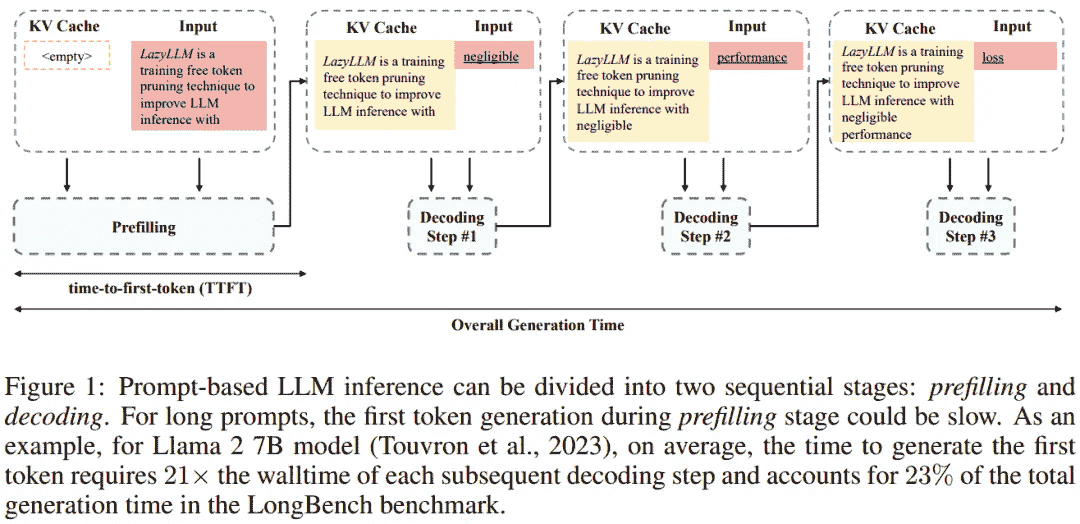 KV Cache
Input
<empty>
LazyLLM is a
training free token
pruning technique to
improve LLM
inference with
KV Cache
Input
LazyLLM is a training
free token pruning
technique to improve
LLM inference with
negligible
KV Cache
Input
LazyLLM is a training
free token pruning
technique to improve
LLM inference with
negligible
performance
KV Cache
Input
LazyLLM is a training
free token pruning
technique to improve
LLM inference with
negligible
performance
loss
Prefilling
Decoding
Step #1
Decoding
Step #2
Decoding
Step #3
time-to-first-token (TTFT)
Overall Generation Time
Figure 1: Prompt-based LLM inference can be divided into two sequential stages: prefilling and
decoding. For long prompts, the first token generation during prefilling stage could be slow. As an
example, for Llama 2 7B model (Touvron et al., 2023), on average, the time to generate the first
token requires 21× the walltime of each subsequent decoding step and accounts for 23% of the total
generation time in the LongBench benchmark.